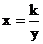 x = k/y